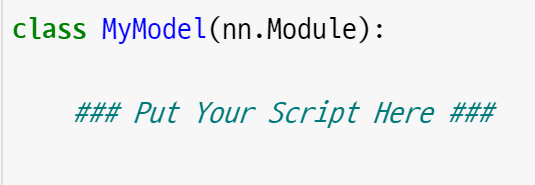 class MyModel(nn.Module):
### Put Your Script Here ###